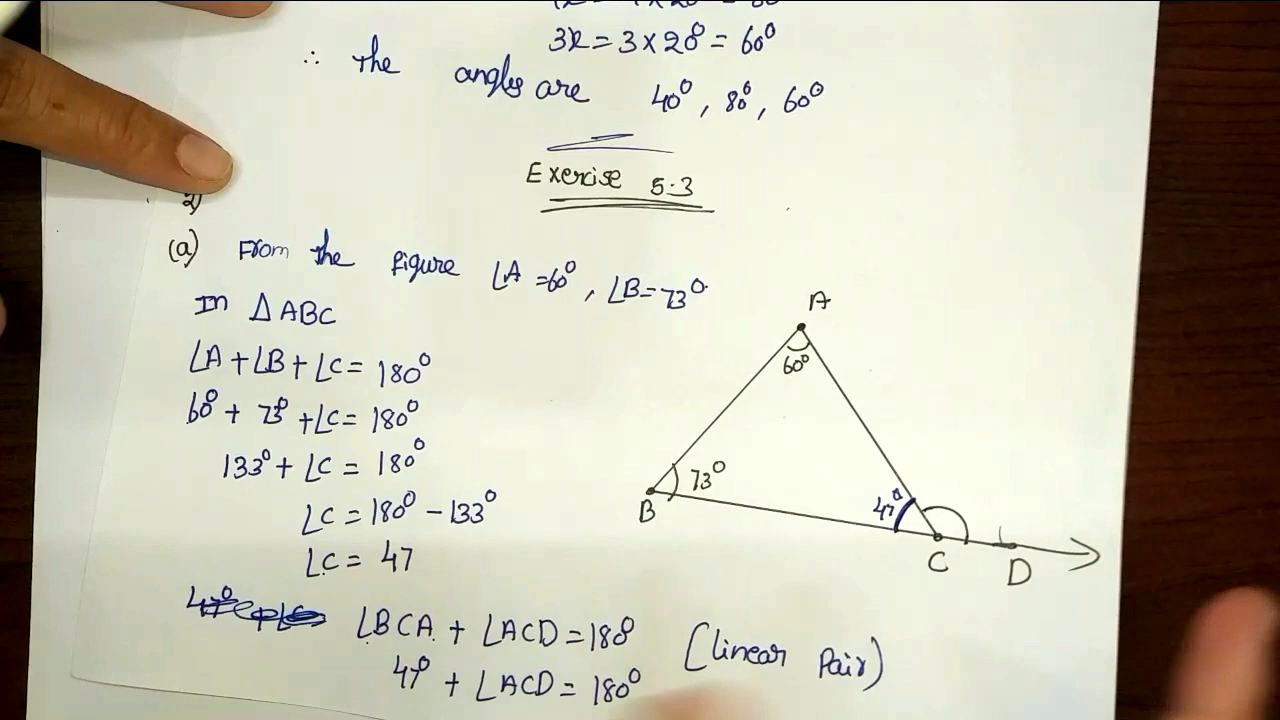 3x = 3 × 20° = 60°
∴ the angles are 40°, 80°, 60°
Exercise 5.3
2)
(a) From the figure ∠A = 60°, ∠B = 73°
In △ABC
∠A + ∠B + ∠C = 180°
60° + 73° + ∠C = 180°
133° + ∠C = 180°
∠C = 180° - 133°
∠C = 47
∠BCA + ∠ACD = 180° (linear Pair)
47° + ∠ACD = 180°
A
60°
73°
B
47°
C
D